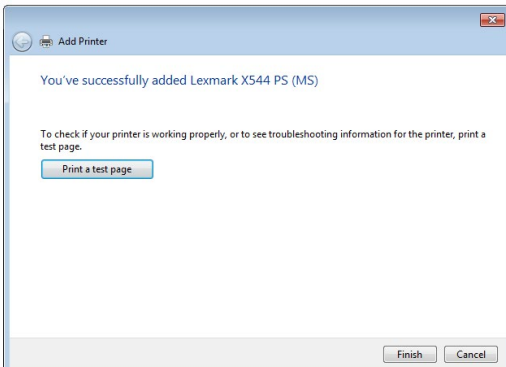 Add Printer
You've successfully added Lexmark X544 PS (MS)
To check if your printer is working properly, or to see troubleshooting information for the printer, print a
test page.
Print a test page
Finish Cancel